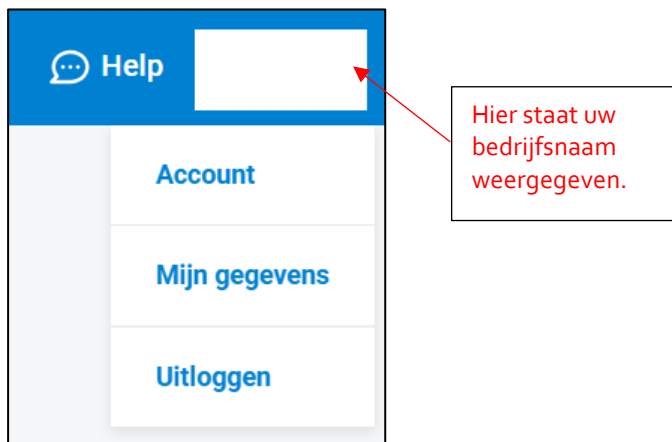 Help
Hier staat uw
bedrijfsnaam
weergegeven.
Account
Mijn gegevens
Uitloggen